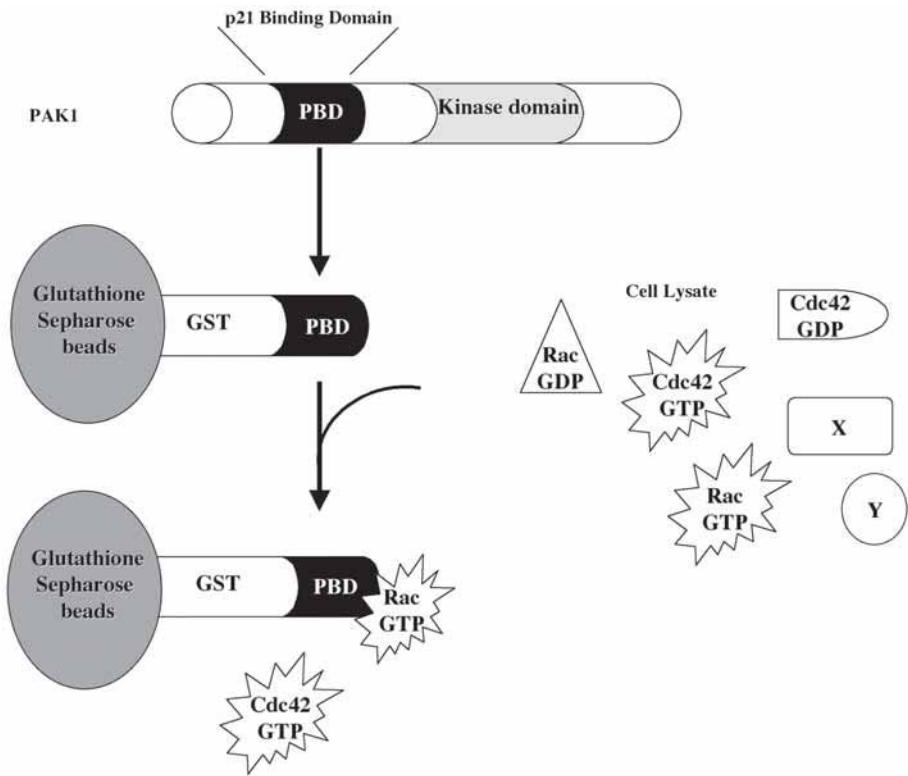 p21 Binding Domain
PAK1
PBD
Kinase domain
Glutathione
Sepharose
beads
GST
PBD
Cell Lysate
Rac
GDP
Cdc42
GTP
Cdc42
GDP
X
Rac
GTP
Y
Glutathione
Sepharose
beads
GST
PBD
Rac
GTP
Cdc42
GTP